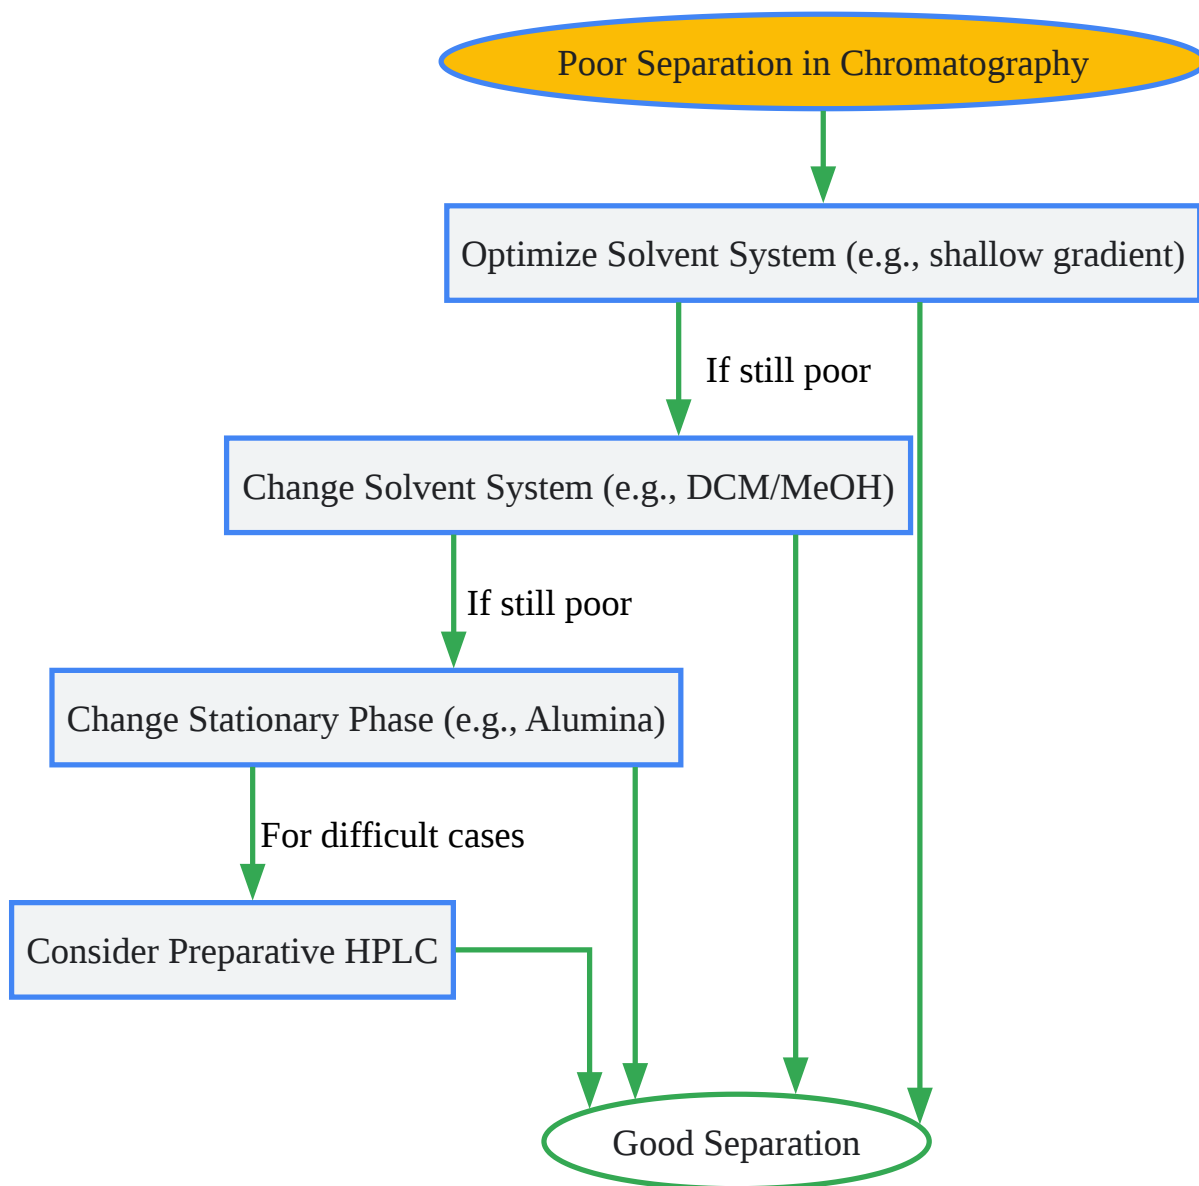 Poor Separation in Chromatography
Optimize Solvent System (e.g., shallow gradient)
If still poor
Change Solvent System (e.g., DCM/MeOH)
If still poor
Change Stationary Phase (e.g., Alumina)
For difficult cases
Consider Preparative HPLC
Good Separation